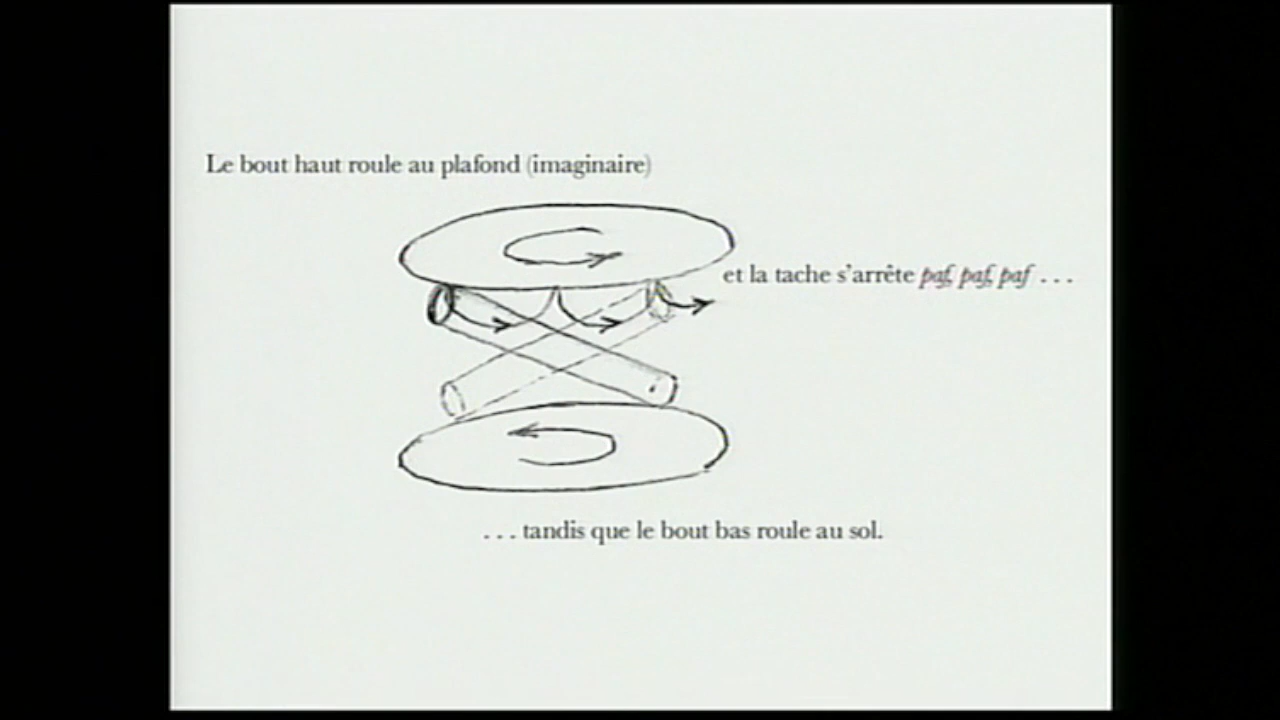 Le bout haut roule au plafond (imaginaire)
et la tache s'arrête paf, paf, paf . . .
. . . tandis que le bout bas roule au sol.